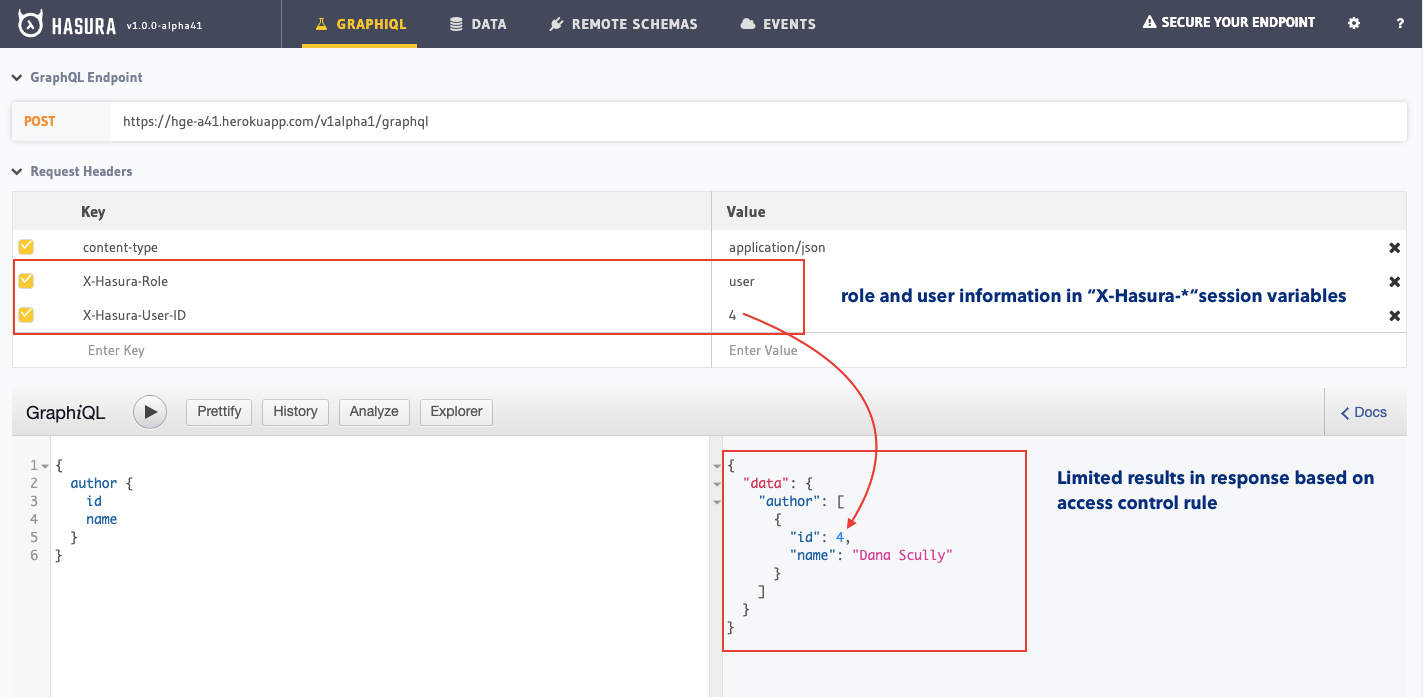 HASURA v1.0.0-alpha41 GRAPHIQL DATA REMOTE SCHEMAS EVENTS SECURE YOUR ENDPOINT ?
GraphQL Endpoint
POST https://hge-a41.herokuapp.com/v1alpha1/graphql
Request Headers
Key Value
content-type application/json
X-Hasura-Role user
role and user information in “X-Hasura-*“session variables
X-Hasura-User-ID 4
Enter Key Enter Value
GraphiQL Prettify History Analyze Explorer Docs
1 {
2 author {
3 id
4 name
5 }
6 }
{
"data": {
"author": [
{
"id": 4,
"name": "Dana Scully"
}
]
}
}
Limited results in response based on
access control rule